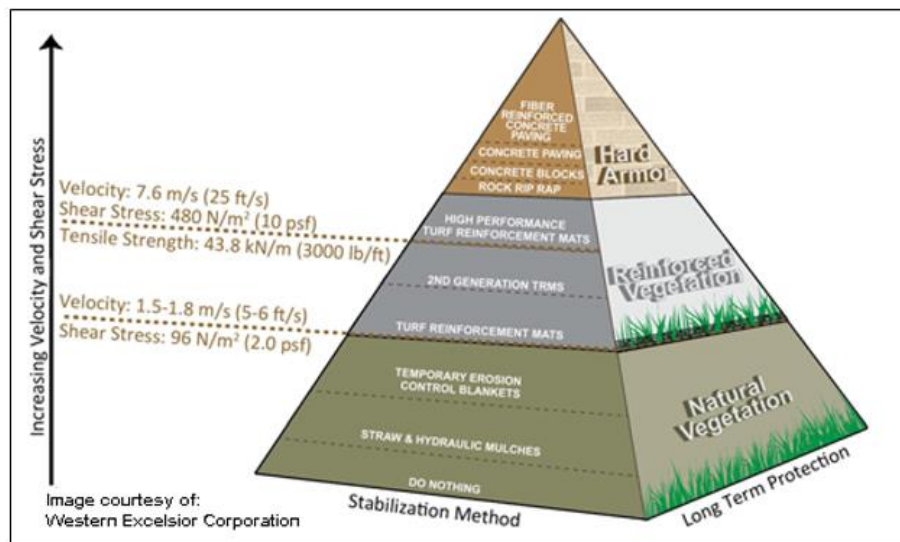 Increasing Velocity and Shear Stress
Velocity: 7.6 m/s (25 ft/s)
Shear Stress: 480 N/m² (10 psf)
Tensile Strength: 43.8 kN/m (3000 lb/ft)
Velocity: 1.5-1.8 m/s (5-6 ft/s)
Shear Stress: 96 N/m² (2.0 psf)
FIBER
REINFORCED
CONCRETE
PAVING
CONCRETE PAVING
CONCRETE BLOCKS
ROCK RIP RAP
HIGH PERFORMANCE
TURF REINFORCEMENT MATS
2ND GENERATION TRMS
TURF REINFORCEMENT MATS
TEMPORARY EROSION
CONTROL BLANKETS
STRAW & HYDRAULIC MULCHES
DO NOTHING
Hard
Armor
Reinforced
Vegetation
Natural
Vegetation
Stabilization Method
Long Term Protection
Image courtesy of:
Western Excelsior Corporation